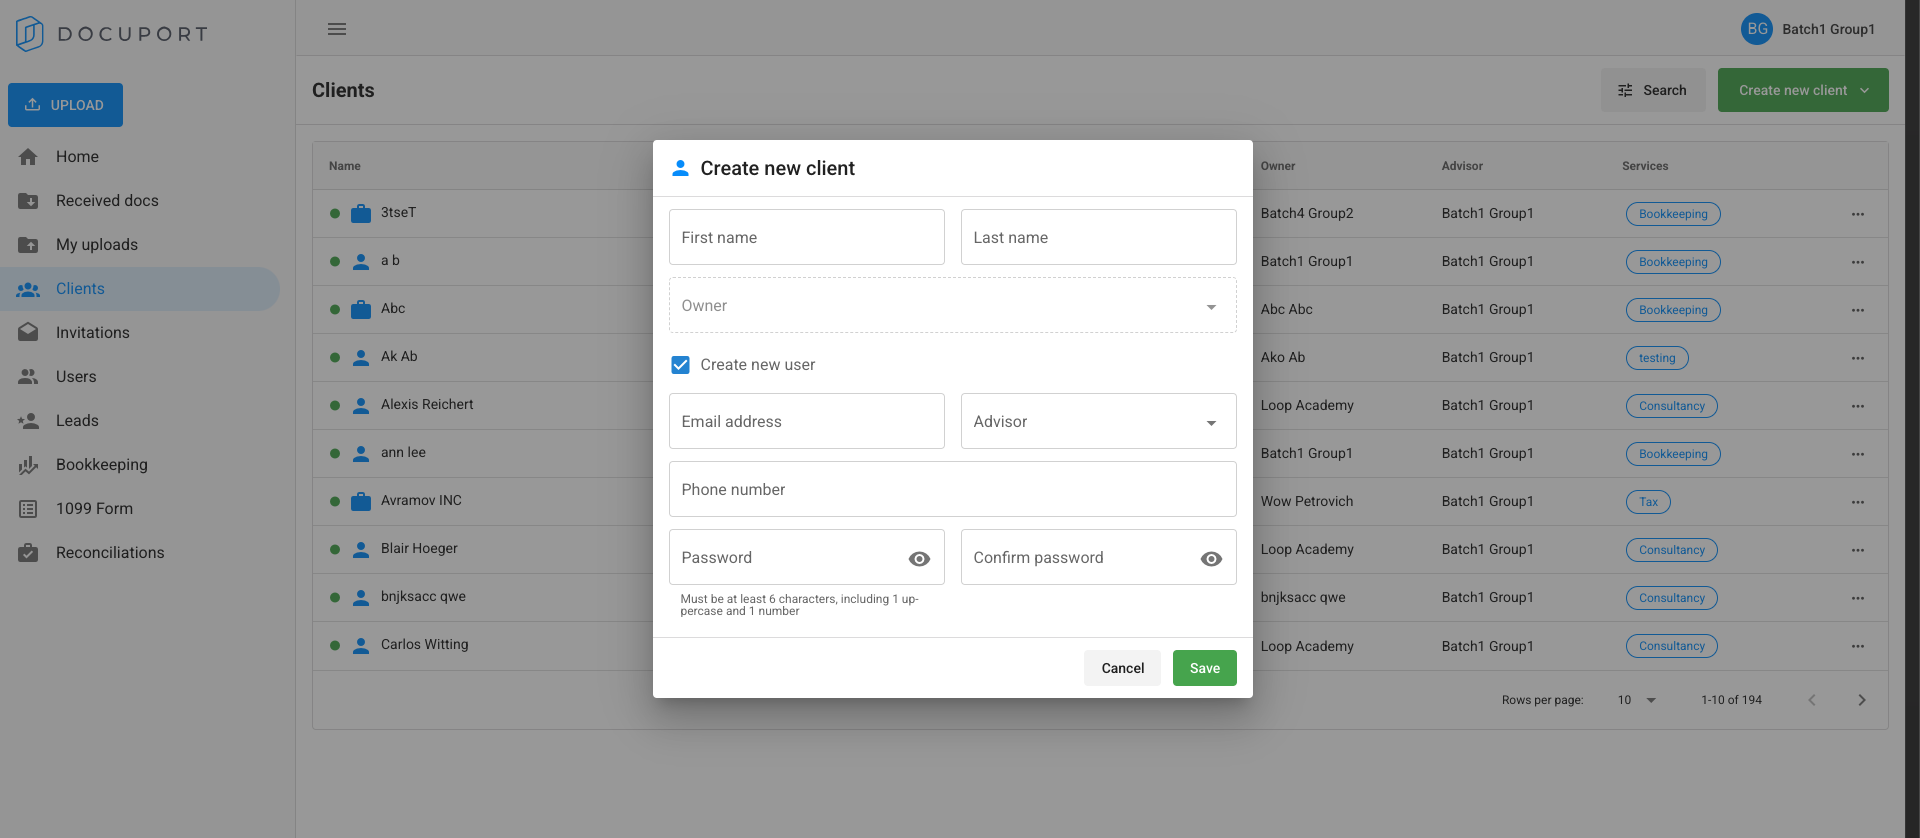 DOCUPORT
BG Batch1 Group1
UPLOAD
Home
Received docs
My uploads
Clients
Invitations
Users
Leads
Bookkeeping
1099 Form
Reconciliations
Clients
Search
Create new client
Name Owner Advisor Services
3tseT Batch4 Group2 Batch1 Group1 Bookkeeping
a b Batch1 Group1 Batch1 Group1 Bookkeeping
Abc Abc Abc Batch1 Group1 Bookkeeping
Ak Ab Ako Ab Batch1 Group1 testing
Alexis Reichert Loop Academy Batch1 Group1 Consultancy
ann lee Batch1 Group1 Batch1 Group1 Bookkeeping
Avramov INC Wow Petrovich Batch1 Group1 Tax
Blair Hoeger Loop Academy Batch1 Group1 Consultancy
bnjksacc qwe bnjksacc qwe Batch1 Group1 Consultancy
Carlos Witting Loop Academy Batch1 Group1 Consultancy
Rows per page: 10 1-10 of 194
Create new client
First name Last name
Owner
Create new user
Email address Advisor
Phone number
Password Confirm password
Must be at least 6 characters, including 1 up-
percase and 1 number
Cancel Save